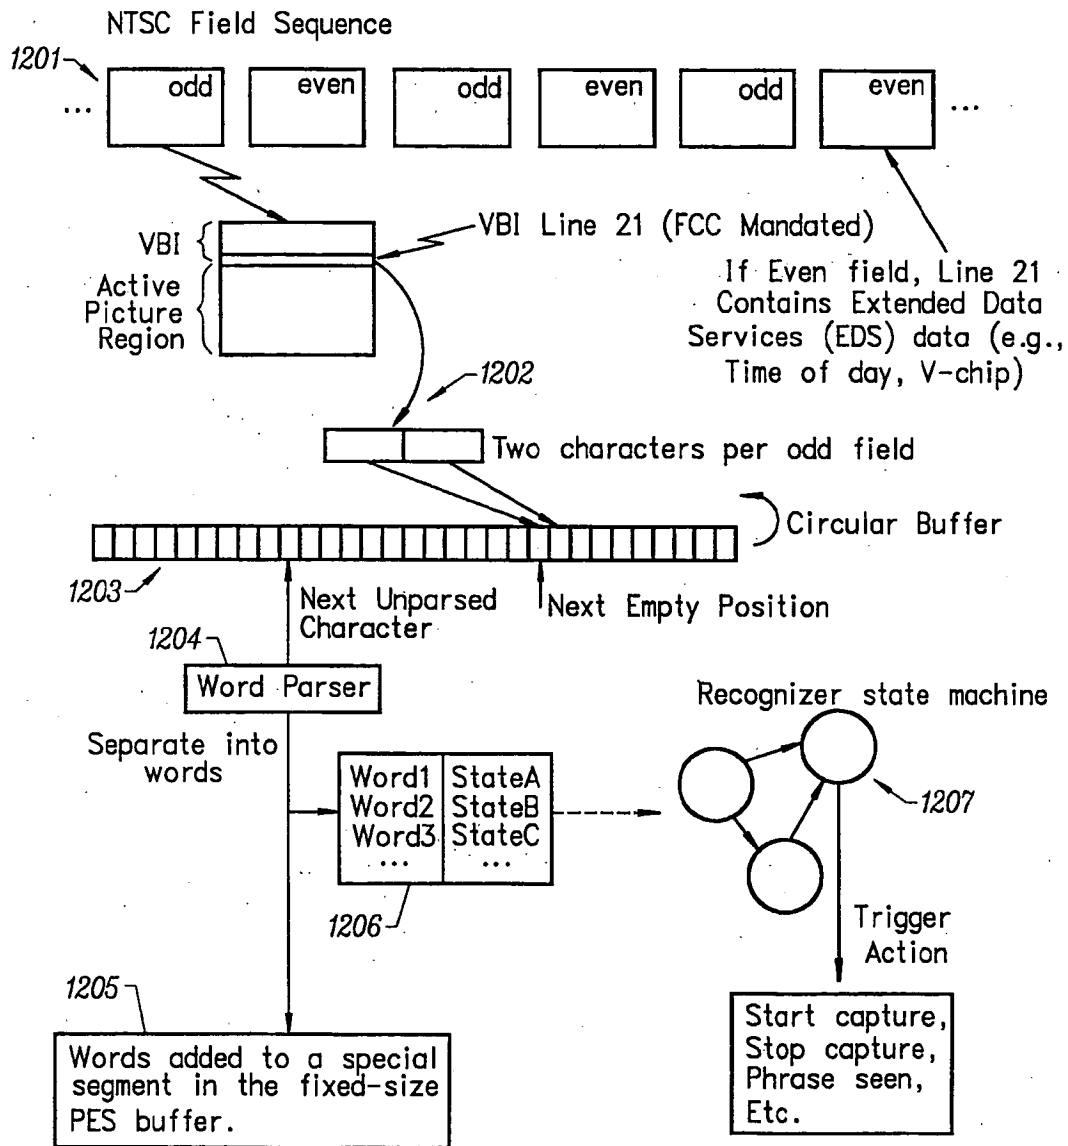 NTSC Field Sequence
1201
... odd even odd even odd even ...
VBI
VBI Line 21 (FCC Mandated)
Active
Picture
Region
If Even field, Line 21
Contains Extended Data
Services (EDS) data (e.g.,
Time of day, V-chip)
1202
Two characters per odd field
Circular Buffer
1203
Next Unparsed
Character
Next Empty Position
1204
Word Parser
Separate into
words
Recognizer state machine
Word1 StateA
Word2 StateB
Word3 StateC
... ...
1206
1207
Trigger
Action
1205
Words added to a special
segment in the fixed-size
PES buffer.
Start capture,
Stop capture,
Phrase seen,
Etc.